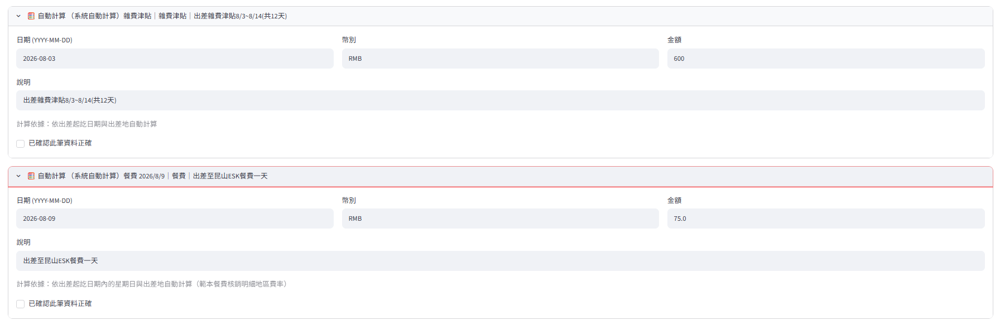 自動計算 （系統自動計算）雜費津貼｜雜費津貼｜出差雜費津貼8/3~8/14(共12天)
日期 (YYYY-MM-DD) 幣別 金額
2026-08-03 RMB 600
說明
出差雜費津貼8/3~8/14(共12天)
計算依據：依出差起訖日期與出差地自動計算
已確認此筆資料正確
自動計算 （系統自動計算）餐費 2026/8/9｜餐費｜出差至昆山ESK餐費一天
日期 (YYYY-MM-DD) 幣別 金額
2026-08-09 RMB 75.0
說明
出差至昆山ESK餐費一天
計算依據：依出差起訖日期內的星期日與出差地自動計算（範本餐費核銷明細地區費率）
已確認此筆資料正確